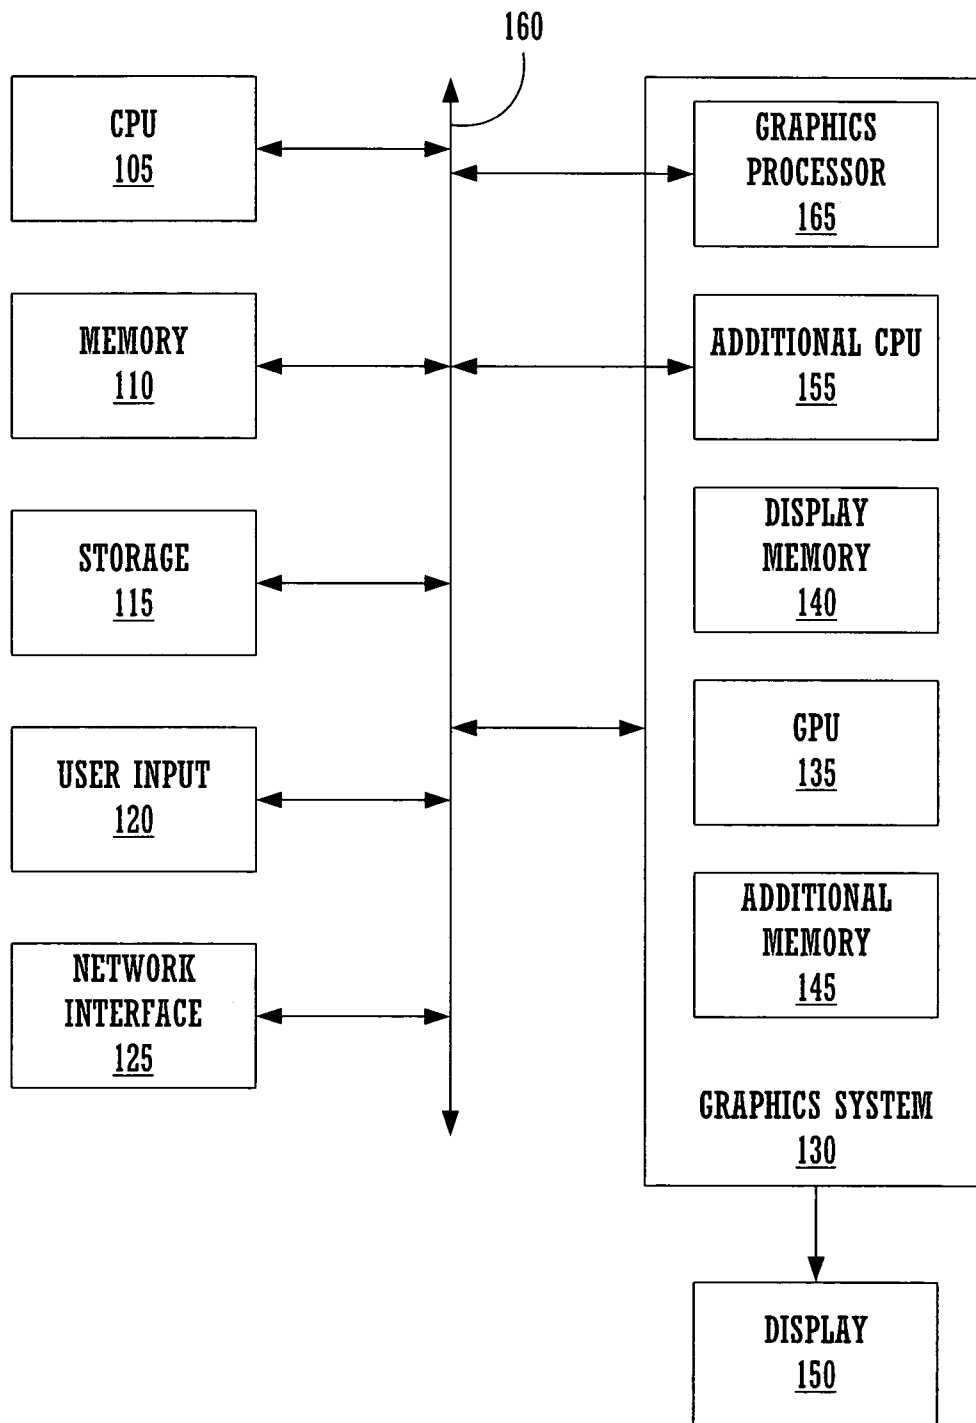 160
CPU
105
MEMORY
110
STORAGE
115
USER INPUT
120
NETWORK
INTERFACE
125
GRAPHICS
PROCESSOR
165
ADDITIONAL CPU
155
DISPLAY
MEMORY
140
GPU
135
ADDITIONAL
MEMORY
145
GRAPHICS SYSTEM
130
DISPLAY
150